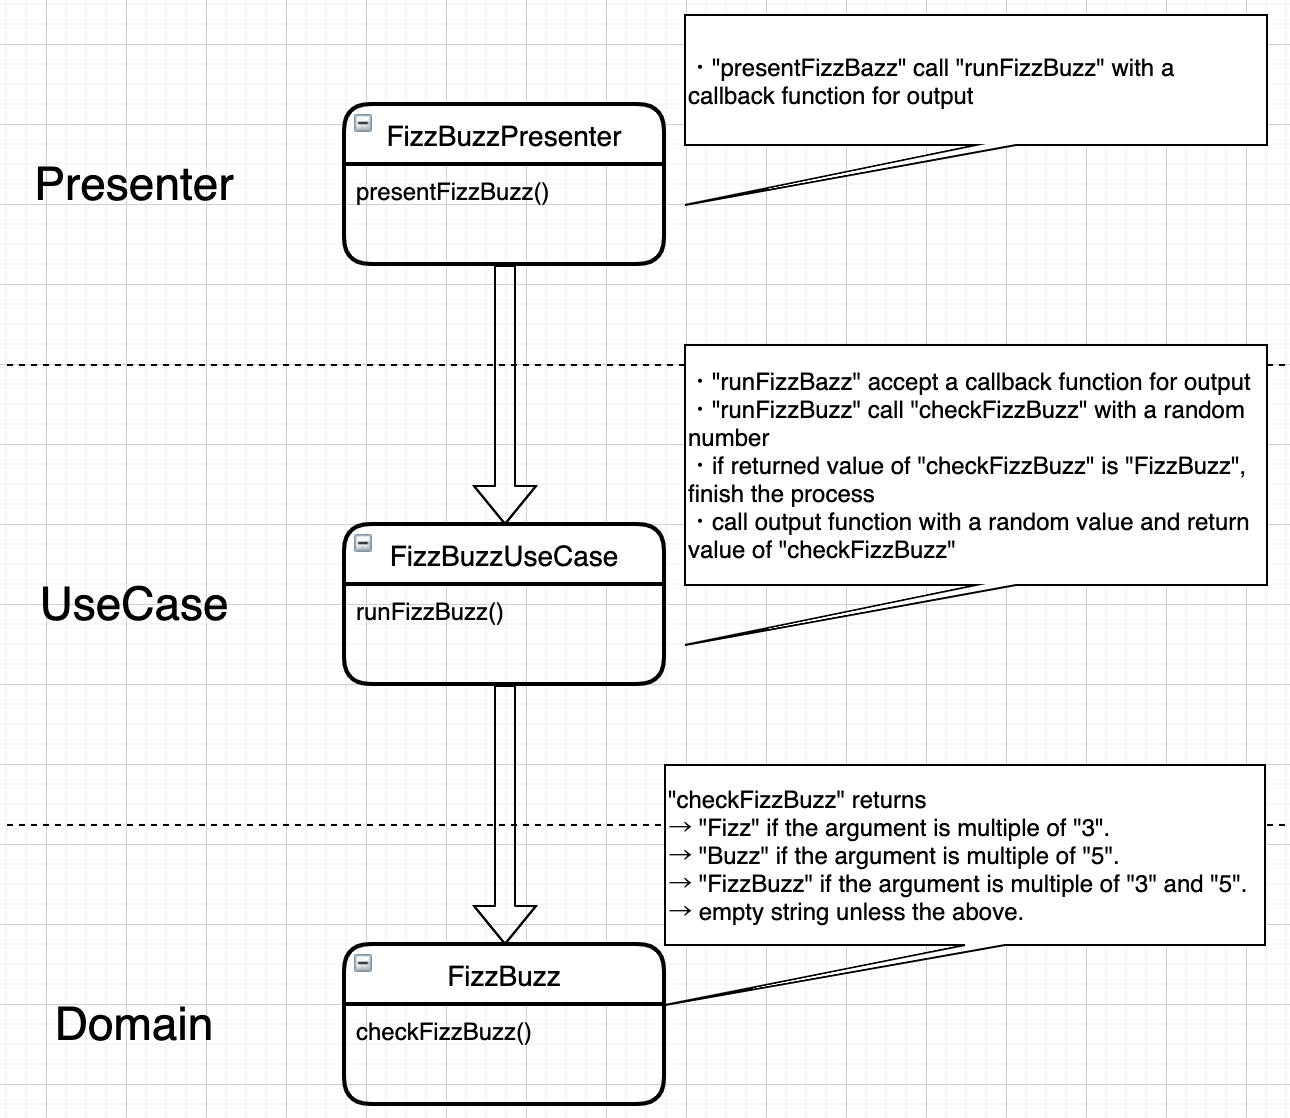 ・"presentFizzBazz" call "runFizzBuzz" with a
callback function for output
FizzBuzzPresenter
Presenter
presentFizzBuzz()
・"runFizzBazz" accept a callback function for output
・"runFizzBuzz" call "checkFizzBuzz" with a random
number
・if returned value of "checkFizzBuzz" is "FizzBuzz",
finish the process
・call output function with a random value and return
value of "checkFizzBuzz"
FizzBuzzUseCase
UseCase
runFizzBuzz()
"checkFizzBuzz" returns
→ "Fizz" if the argument is multiple of "3".
→ "Buzz" if the argument is multiple of "5".
→ "FizzBuzz" if the argument is multiple of "3" and "5".
→ empty string unless the above.
FizzBuzz
Domain
checkFizzBuzz()